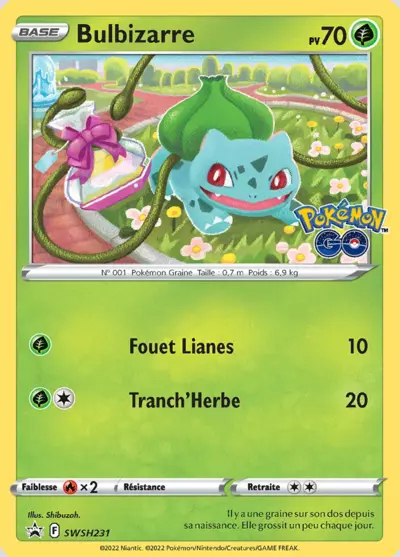 BASE Bulbizarre PV70
Pokémon
GO
N° 001 Pokémon Graine Taille : 0,7 m Poids : 6,9 kg
Fouet Lianes 10
Tranch'Herbe 20
Faiblesse ×2 Résistance Retraite
Illus. Shibuzoh.
Il y a une graine sur son dos depuis
sa naissance. Elle grossit un peu chaque jour.
F SWSH231
©2022 Niantic. ©2022 Pokémon/Nintendo/Creatures/GAME FREAK.